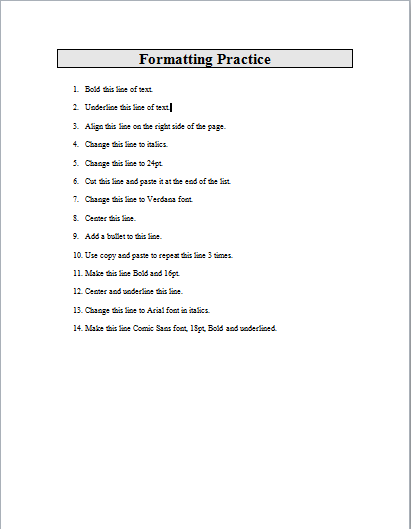 Formatting Practice
1. Bold this line of text.
2. Underline this line of text.
3. Align this line on the right side of the page.
4. Change this line to italics.
5. Change this line to 24pt.
6. Cut this line and paste it at the end of the list.
7. Change this line to Verdana font.
8. Center this line.
9. Add a bullet to this line.
10. Use copy and paste to repeat this line 3 times.
11. Make this line Bold and 16pt.
12. Center and underline this line.
13. Change this line to Arial font in italics.
14. Make this line Comic Sans font, 18pt, Bold and underlined.